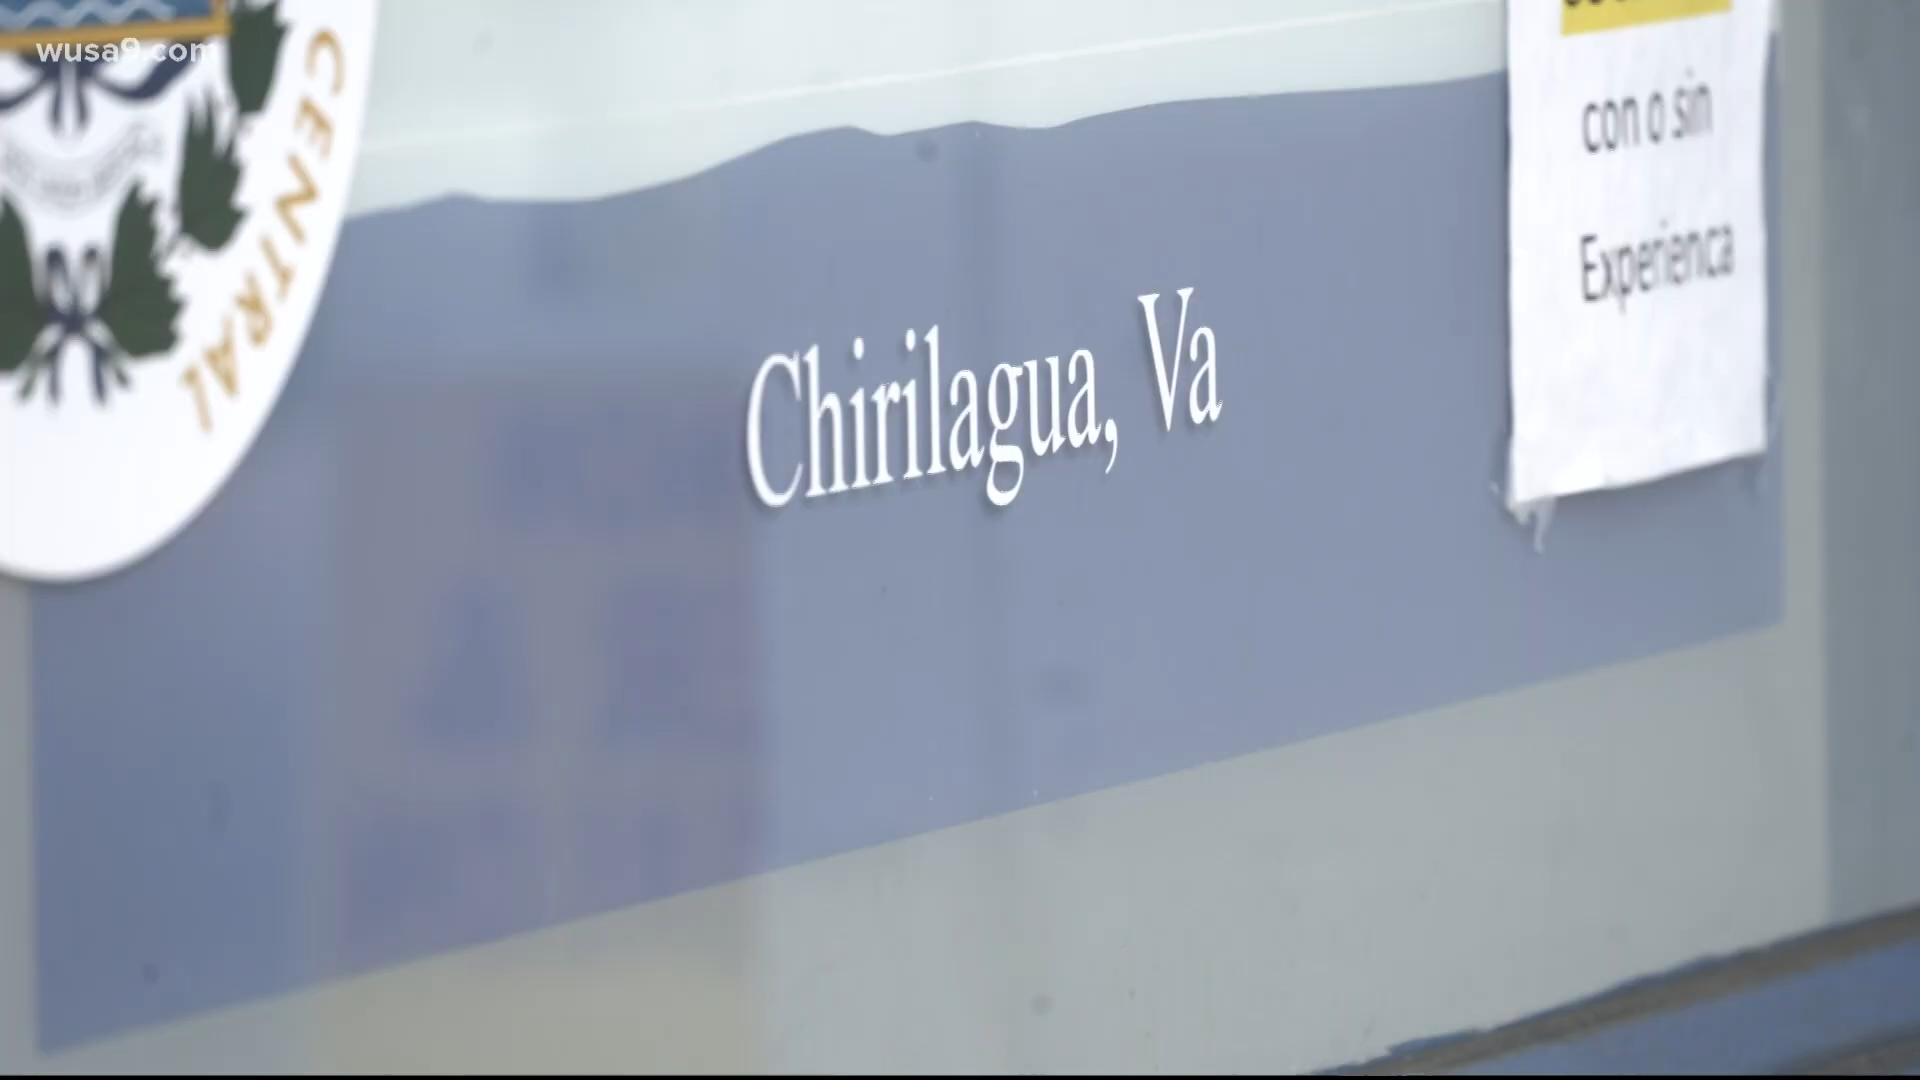 wusa9.com
CENTRAL
con o sin
Experienca
Chirilagua, Va